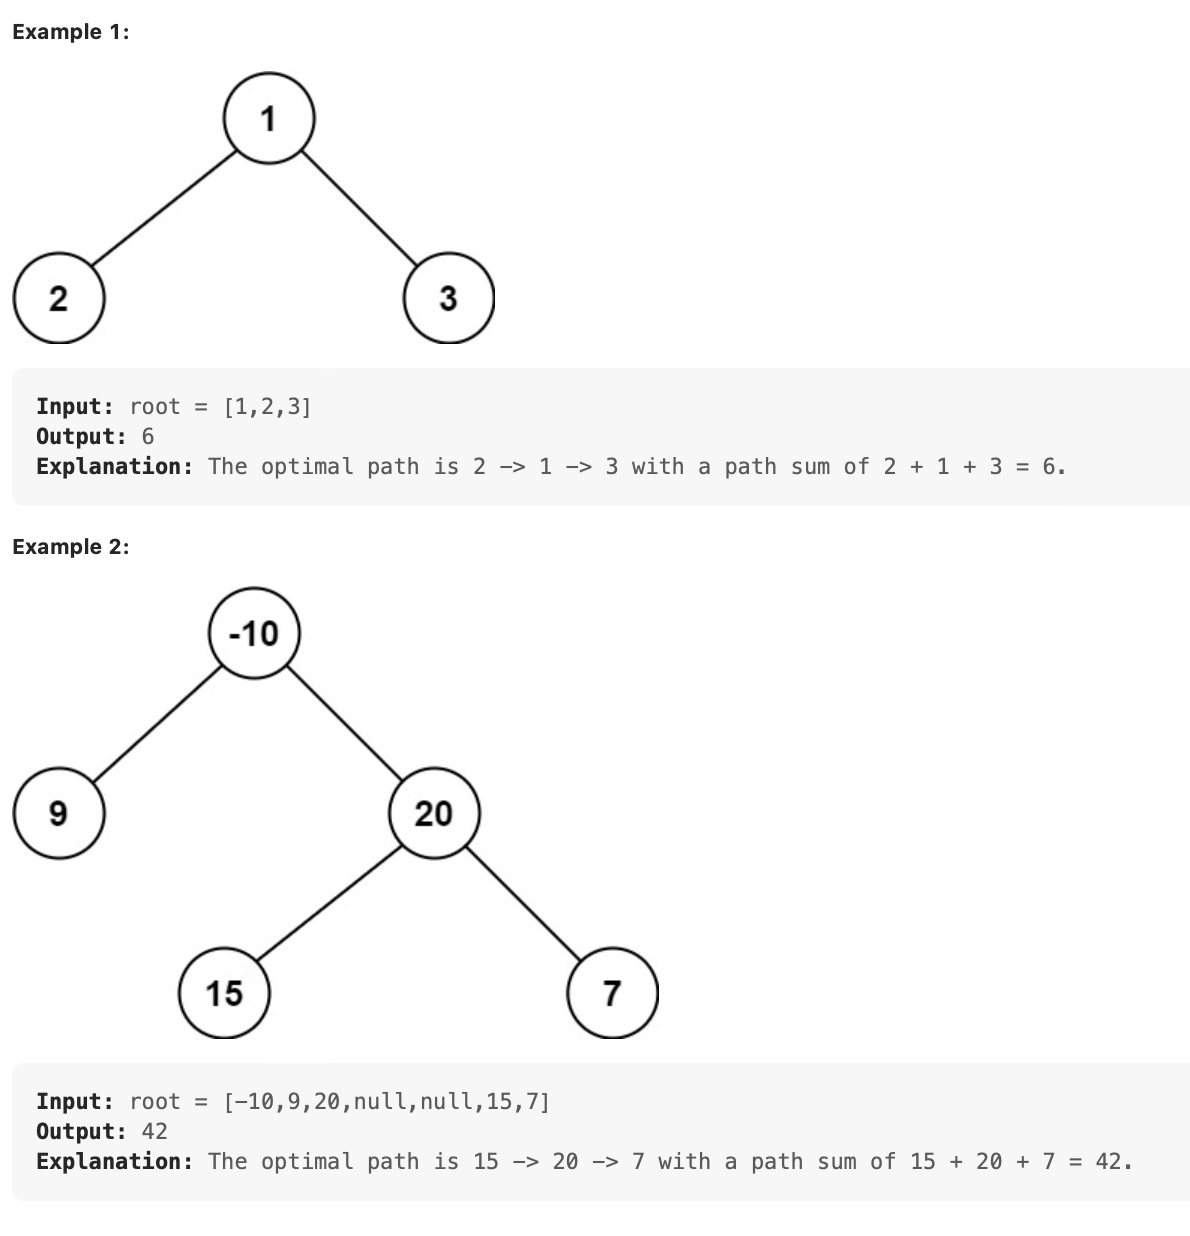 Example 1:
1
2
3
Input: root = [1,2,3]
Output: 6
Explanation: The optimal path is 2 -> 1 -> 3 with a path sum of 2 + 1 + 3 = 6.
Example 2:
-10
9
20
15
7
Input: root = [-10,9,20,null,null,15,7]
Output: 42
Explanation: The optimal path is 15 -> 20 -> 7 with a path sum of 15 + 20 + 7 = 42.